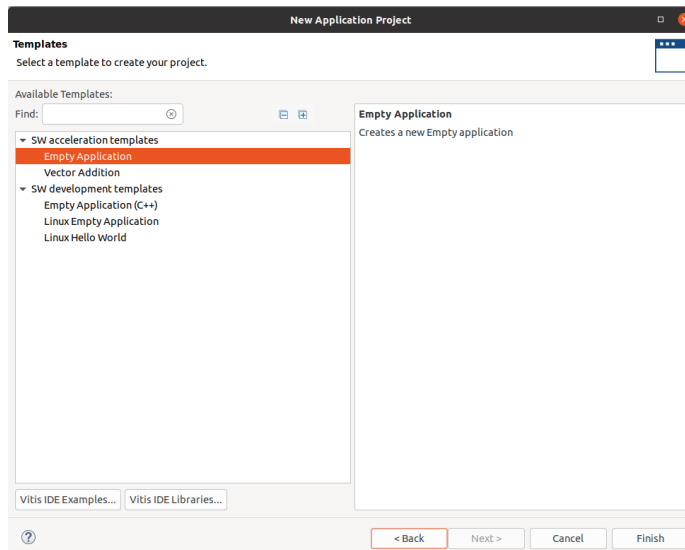 New Application Project
Templates
Select a template to create your project.
Available Templates:
Find:
SW acceleration templates
Empty Application
Vector Addition
SW development templates
Empty Application (C++)
Linux Empty Application
Linux Hello World
Empty Application
Creates a new Empty application
Vitis IDE Examples...
Vitis IDE Libraries...
?
< Back
Next >
Cancel
Finish